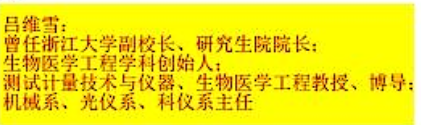 吕维雪：
曾任浙江大学副校长、研究生院院长；
生物医学工程学科创始人；
测试计量技术与仪器、生物医学工程教授、博导；
机械系、光仪系、科仪系主任